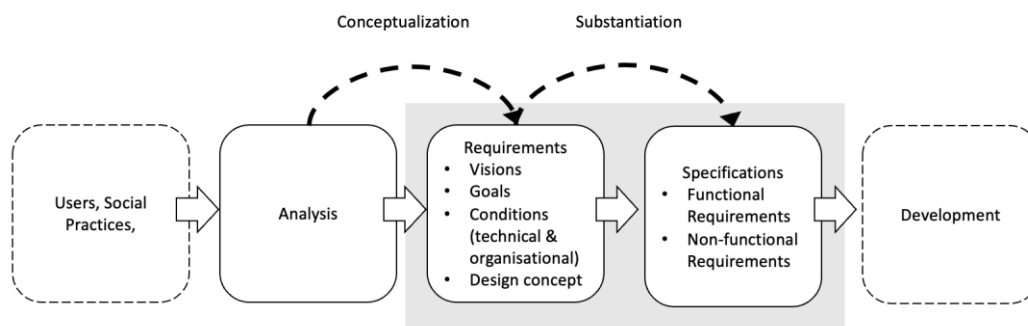 Conceptualization
Substantiation
Users, Social
Practices,
Analysis
Requirements
• Visions
• Goals
• Conditions
(technical &
organisational)
• Design concept
Specifications
• Functional
Requirements
• Non-functional
Requirements
Development